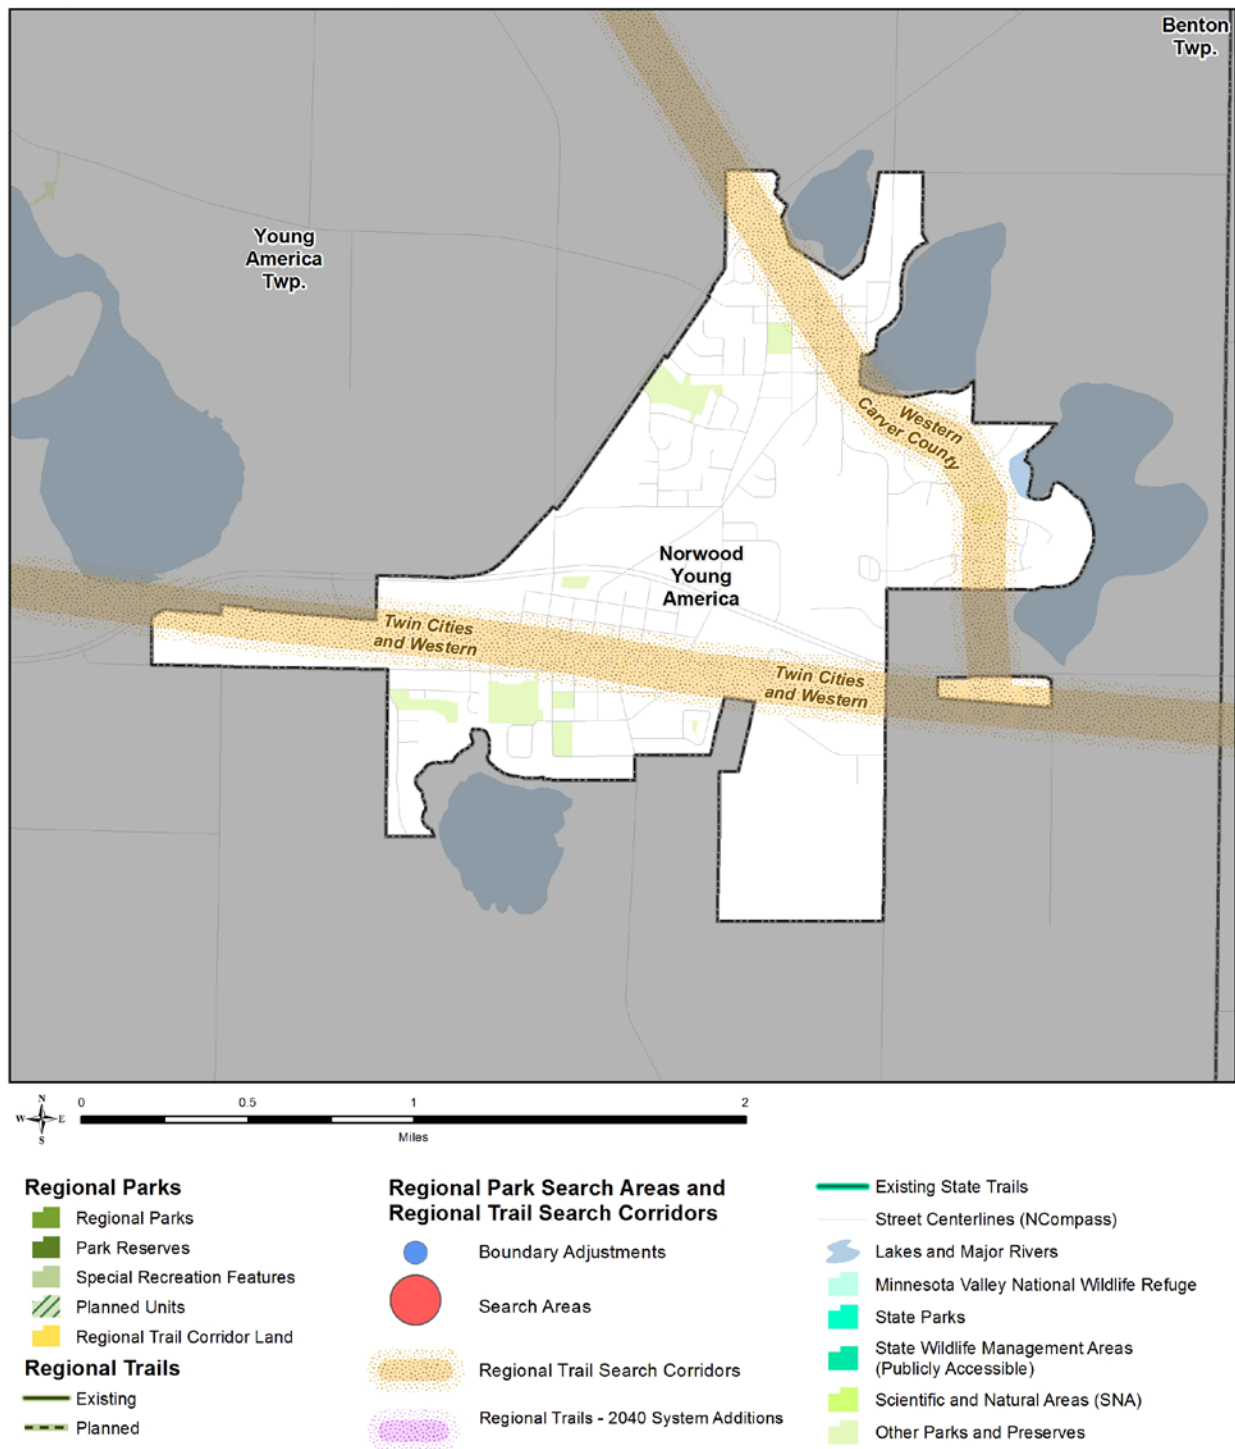 Benton
Twp.
Young
America
Twp.
Western
Carver County
Norwood
Young
America
Twin Cities
and Western
Twin Cities
and Western
N
W E
S
0 0.5 1 2
Miles
Regional Parks
Regional Parks
Park Reserves
Special Recreation Features
Planned Units
Regional Trail Corridor Land
Regional Trails
Existing
Planned
Regional Park Search Areas and
Regional Trail Search Corridors
Boundary Adjustments
Search Areas
Regional Trail Search Corridors
Regional Trails - 2040 System Additions
Existing State Trails
Street Centerlines (NCompass)
Lakes and Major Rivers
Minnesota Valley National Wildlife Refuge
State Parks
State Wildlife Management Areas
(Publicly Accessible)
Scientific and Natural Areas (SNA)
Other Parks and Preserves